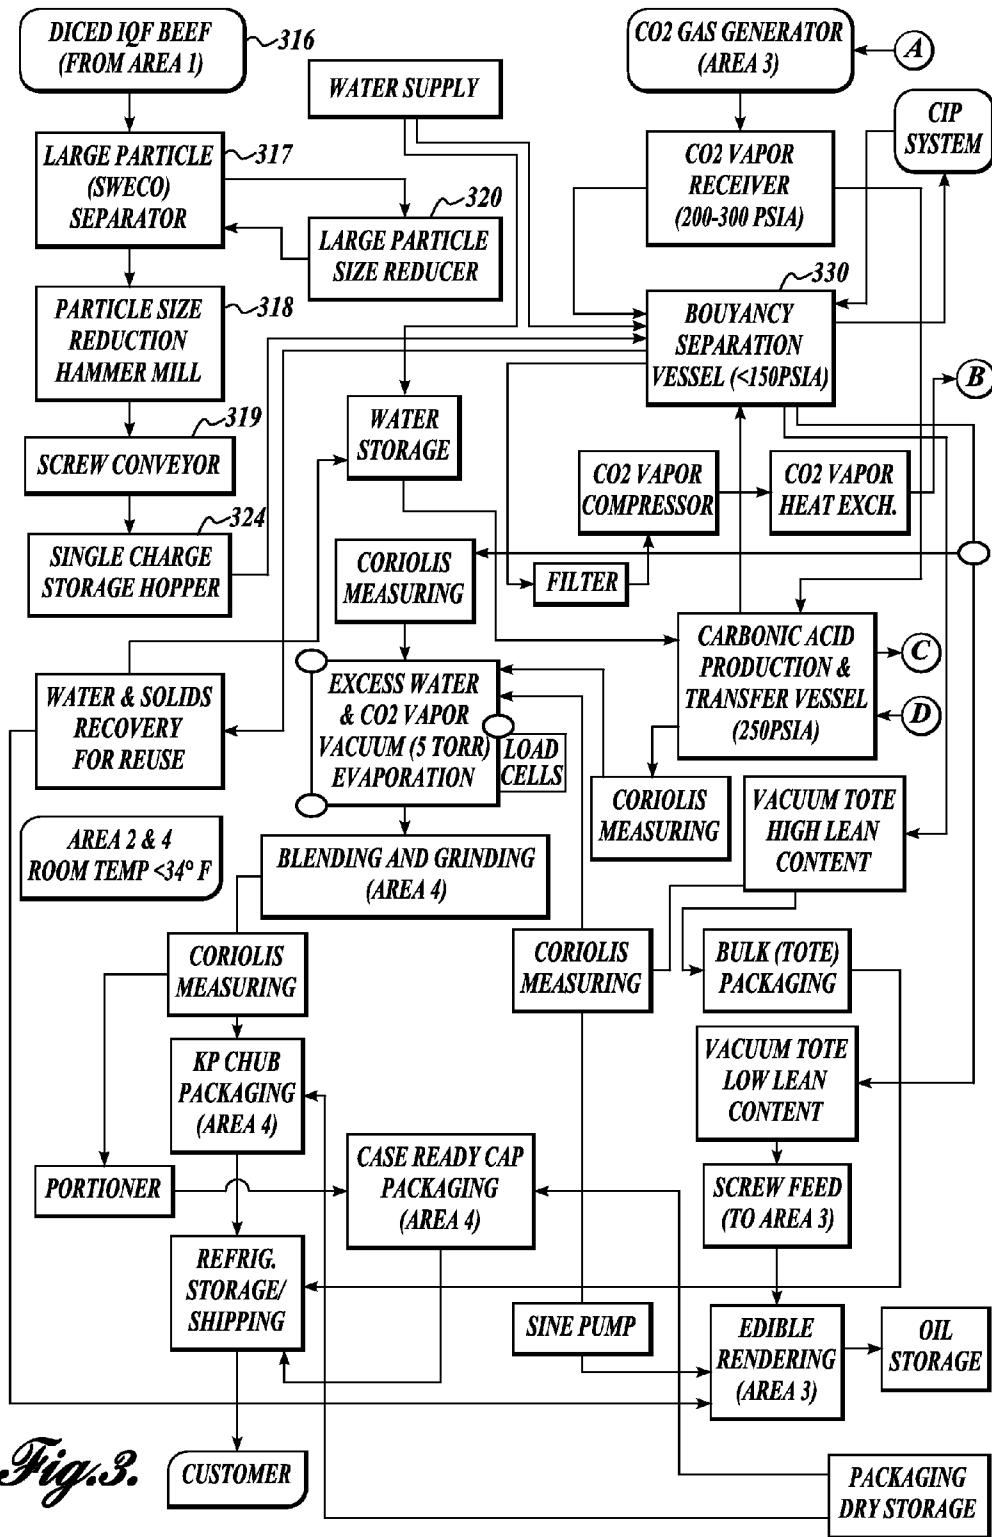 DICED IQF BEEF
(FROM AREA 1)
316
CO2 GAS GENERATOR
(AREA 3)
A
WATER SUPPLY
CIP
SYSTEM
LARGE PARTICLE
(SWECO)
SEPARATOR
317
CO2 VAPOR
RECEIVER
(200-300 PSIA)
320
LARGE PARTICLE
SIZE REDUCER
PARTICLE SIZE
REDUCTION
HAMMER MILL
318
330
BOUYANCY
SEPARATION
VESSEL (<150PSIA)
B
319
SCREW CONVEYOR
WATER
STORAGE
CO2 VAPOR
COMPRESSOR
CO2 VAPOR
HEAT EXCH.
324
SINGLE CHARGE
STORAGE HOPPER
CORIOLIS
MEASURING
FILTER
CARBONIC ACID
PRODUCTION &
TRANSFER VESSEL
(250PSIA)
C
D
WATER & SOLIDS
RECOVERY
FOR REUSE
EXCESS WATER
& CO2 VAPOR
VACUUM (5 TORR)
EVAPORATION
LOAD
CELLS
CORIOLIS
MEASURING
VACUUM TOTE
HIGH LEAN
CONTENT
AREA 2 & 4
ROOM TEMP <34° F
BLENDING AND GRINDING
(AREA 4)
CORIOLIS
MEASURING
CORIOLIS
MEASURING
BULK (TOTE)
PACKAGING
KP CHUB
PACKAGING
(AREA 4)
VACUUM TOTE
LOW LEAN
CONTENT
PORTIONER
CASE READY CAP
PACKAGING
(AREA 4)
SCREW FEED
(TO AREA 3)
REFRIG.
STORAGE/
SHIPPING
SINE PUMP
EDIBLE
RENDERING
(AREA 3)
OIL
STORAGE
Fig.3.
CUSTOMER
PACKAGING
DRY STORAGE